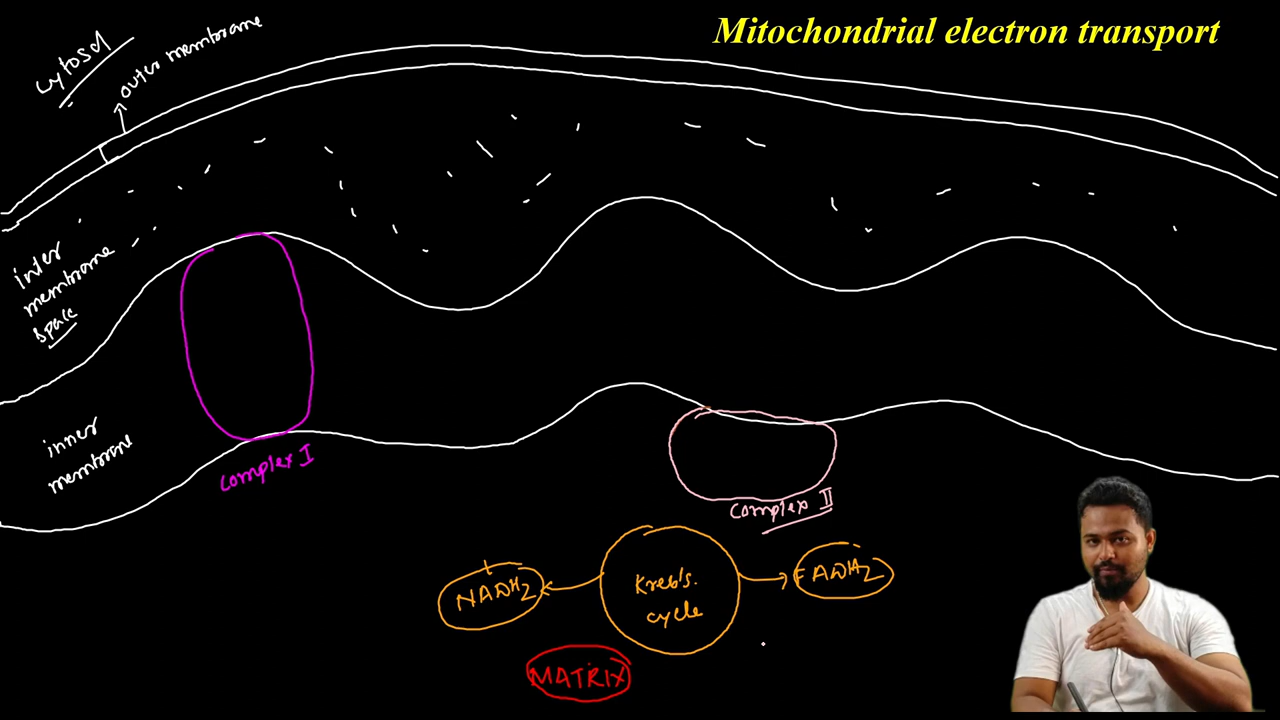 Mitochondrial electron transport
cytosol
outer membrane
inter
membrane
space
inner
membrane
complex I
complex II
NADH2
Kreb's.
cycle
FADH2
MATRIX